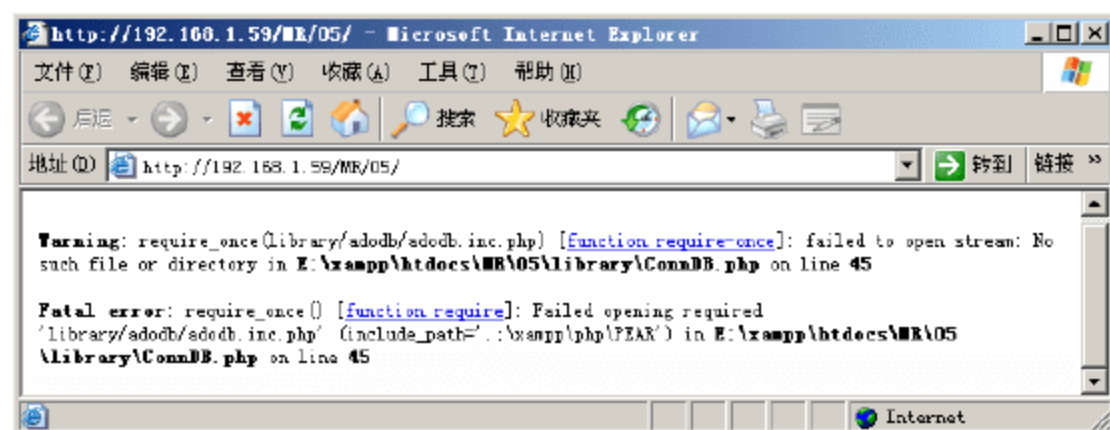 http://192.168.1.59/MR/05/ - Microsoft Internet Explorer
文件(F) 编辑(E) 查看(V) 收藏(A) 工具(T) 帮助(H)
后退 搜索 收藏夹
地址(D) http://192.168.1.59/MR/05/ 转到 链接 »
Warning: require_once(library/adodb/adodb.inc.php) [function.require-once]: failed to open stream: No
such file or directory in E:\xampp\htdocs\MR\05\library\ConnDB.php on line 45
Fatal error: require_once() [function.require]: Failed opening required
'library/adodb/adodb.inc.php' (include_path='.;\xampp\php\PEAR') in E:\xampp\htdocs\MR\05
\library\ConnDB.php on line 45
Internet